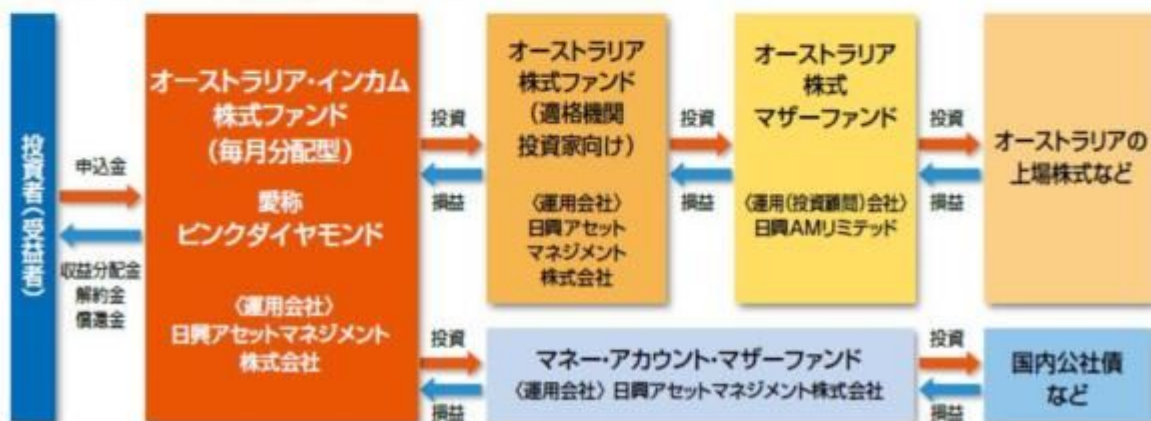 投資者(受益者)
申込金
収益分配金
解約金
償還金
オーストラリア・インカム
株式ファンド
(毎月分配型)
愛称
ピンクダイヤモンド
〈運用会社〉
日興アセットマネジメント
株式会社
投資
損益
オーストラリア
株式ファンド
(適格機関
投資家向け)
〈運用会社〉
日興アセット
マネジメント
株式会社
投資
損益
オーストラリア
株式
マザーファンド
〈運用(投資顧問)会社〉
日興AMリミテッド
投資
損益
オーストラリアの
上場株式など
投資
損益
マネー・アカウント・マザーファンド
〈運用会社〉日興アセットマネジメント株式会社
投資
損益
国内公社債
など